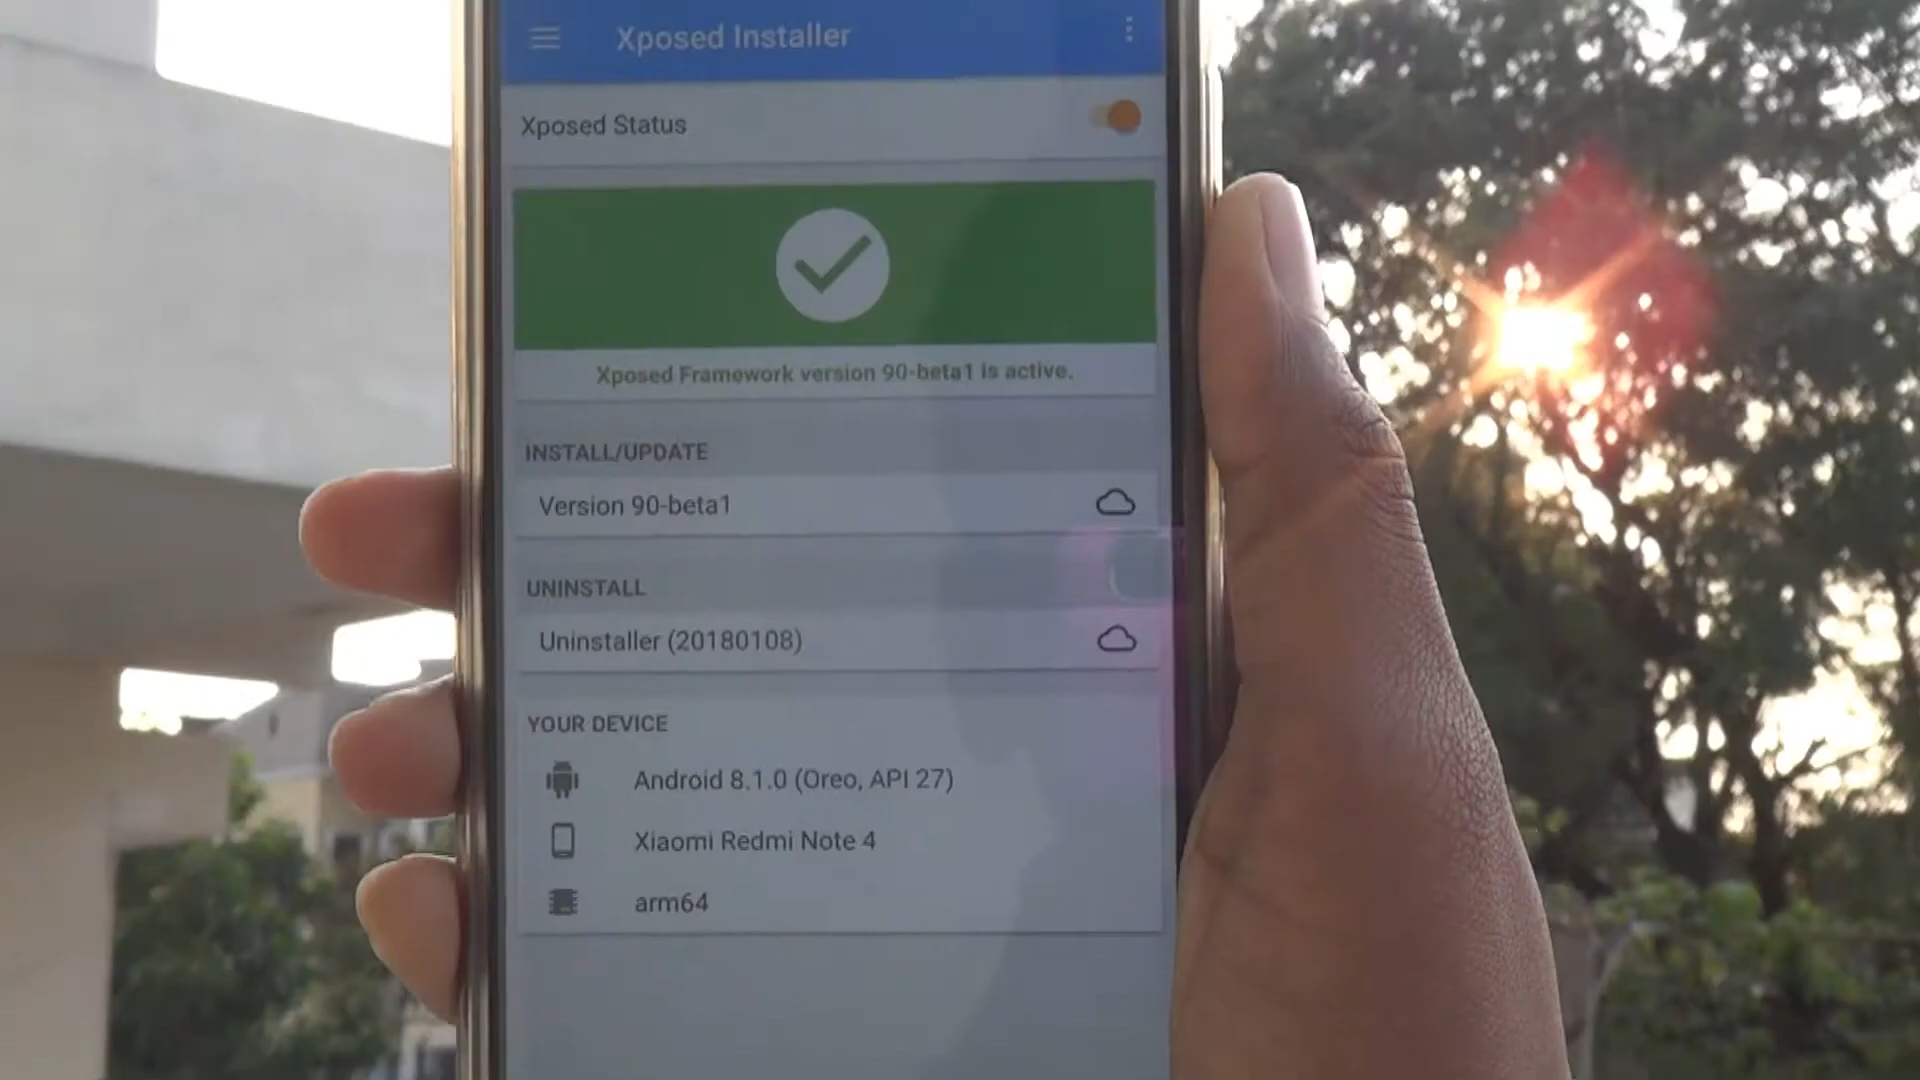 Xposed Installer
Xposed Status
Xposed Framework version 90-beta1 is active.
INSTALL/UPDATE
Version 90-beta1
UNINSTALL
Uninstaller (20180108)
YOUR DEVICE
Android 8.1.0 (Oreo, API 27)
Xiaomi Redmi Note 4
arm64